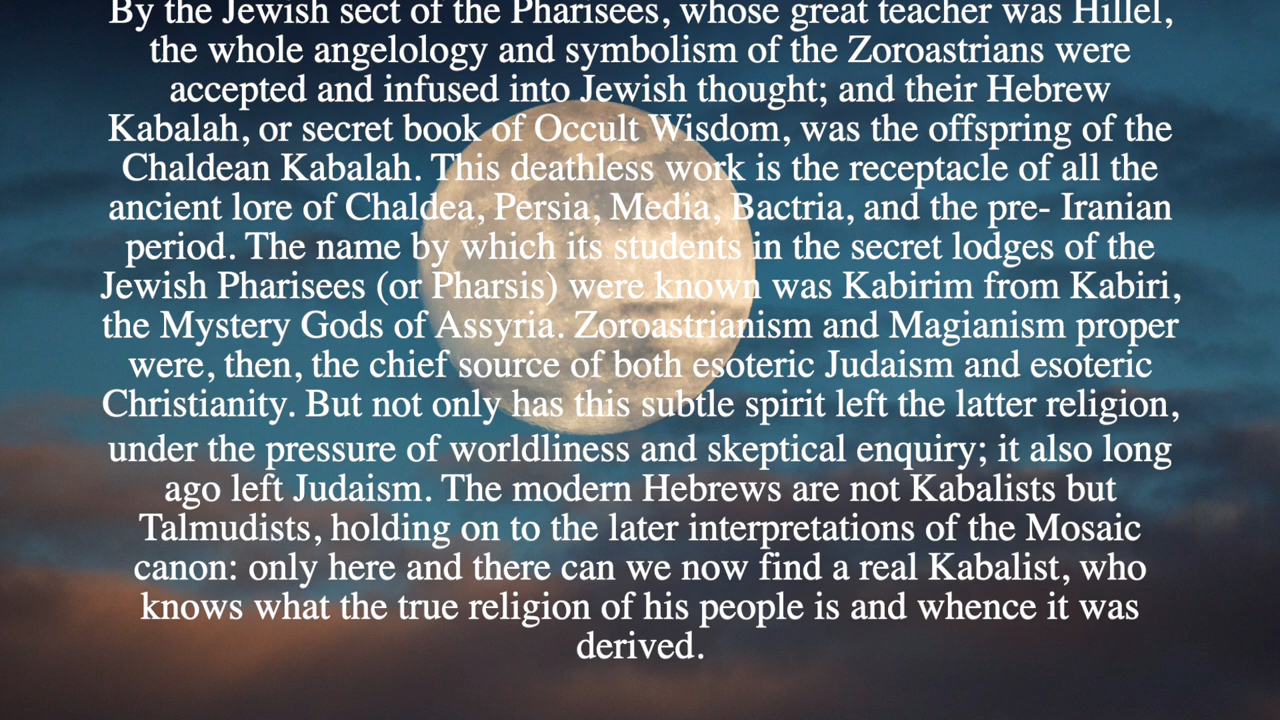 By the Jewish sect of the Pharisees, whose great teacher was Hillel,
the whole angelology and symbolism of the Zoroastrians were
accepted and infused into Jewish thought; and their Hebrew
Kabalah, or secret book of Occult Wisdom, was the offspring of the
Chaldean Kabalah. This deathless work is the receptacle of all the
ancient lore of Chaldea, Persia, Media, Bactria, and the pre- Iranian
period. The name by which its students in the secret lodges of the
Jewish Pharisees (or Pharsis) were known was Kabirim from Kabiri,
the Mystery Gods of Assyria. Zoroastrianism and Magianism proper
were, then, the chief source of both esoteric Judaism and esoteric
Christianity. But not only has this subtle spirit left the latter religion,
under the pressure of worldliness and skeptical enquiry; it also long
ago left Judaism. The modern Hebrews are not Kabalists but
Talmudists, holding on to the later interpretations of the Mosaic
canon: only here and there can we now find a real Kabalist, who
knows what the true religion of his people is and whence it was
derived.